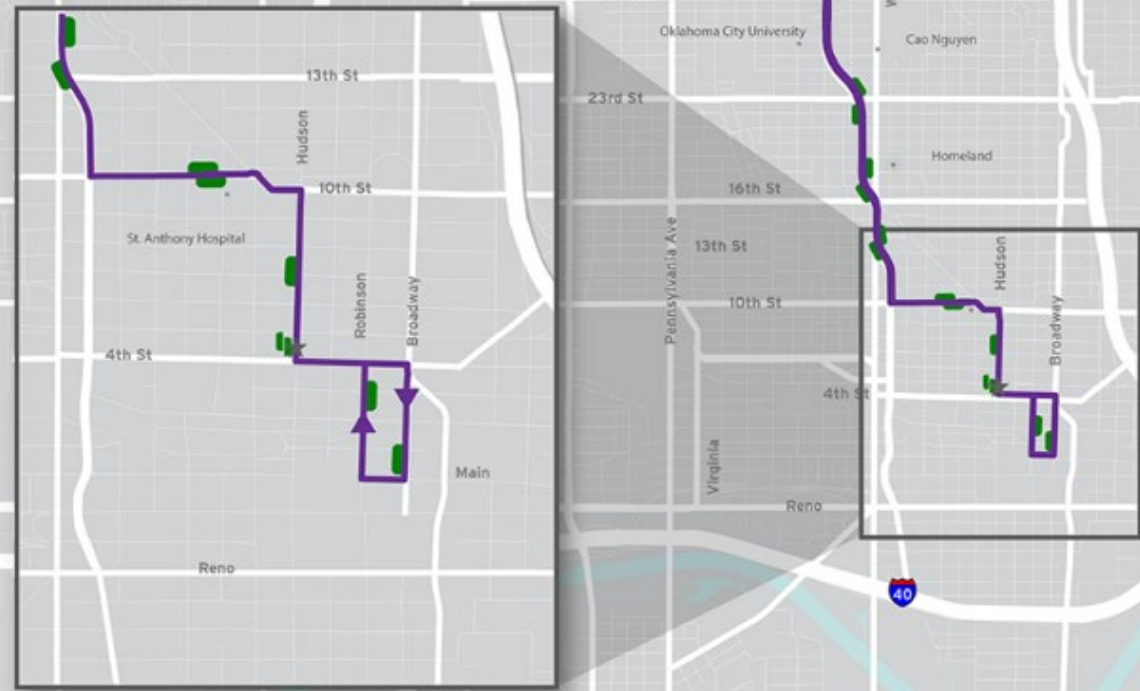 13th St
Hudson
10th St
St. Anthony Hospital
Robinson
Broadway
4th St
Main
Reno
Oklahoma City University
Cao Nguyen
23rd St
Homeland
16th St
Pennsylvania Ave
13th St
Hudson
10th St
Broadway
4th St
Virginia
Reno
40